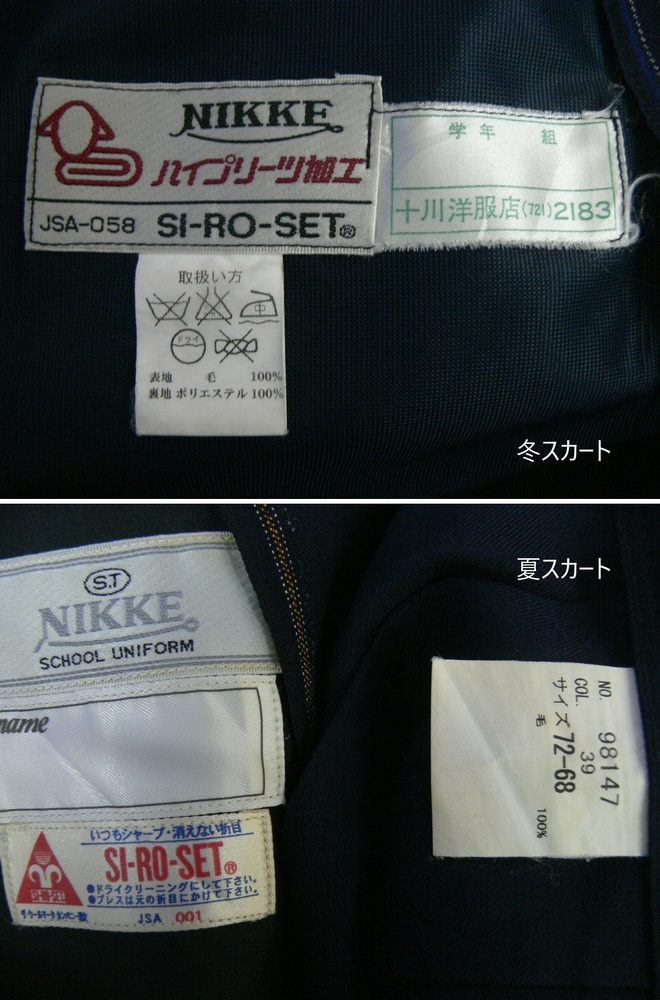 NIKKE
ハイプリーツ加工
JSA-058 SI-RO-SET®
学年 組
十川洋服店(721)2183
取扱い方
中
ドライ
表地 毛 100%
裏地 ポリエステル 100%
冬スカート
夏スカート
S.T
NIKKE
SCHOOL UNIFORM
name
いつもシャープ・消えない折目
SI-RO-SET®
●ドライクリーニングにして下さい。
●プレスは元の折目にかけて下さい。
JSA 001
NO. 98147
COL. 39
サイズ 72-68
毛 100%